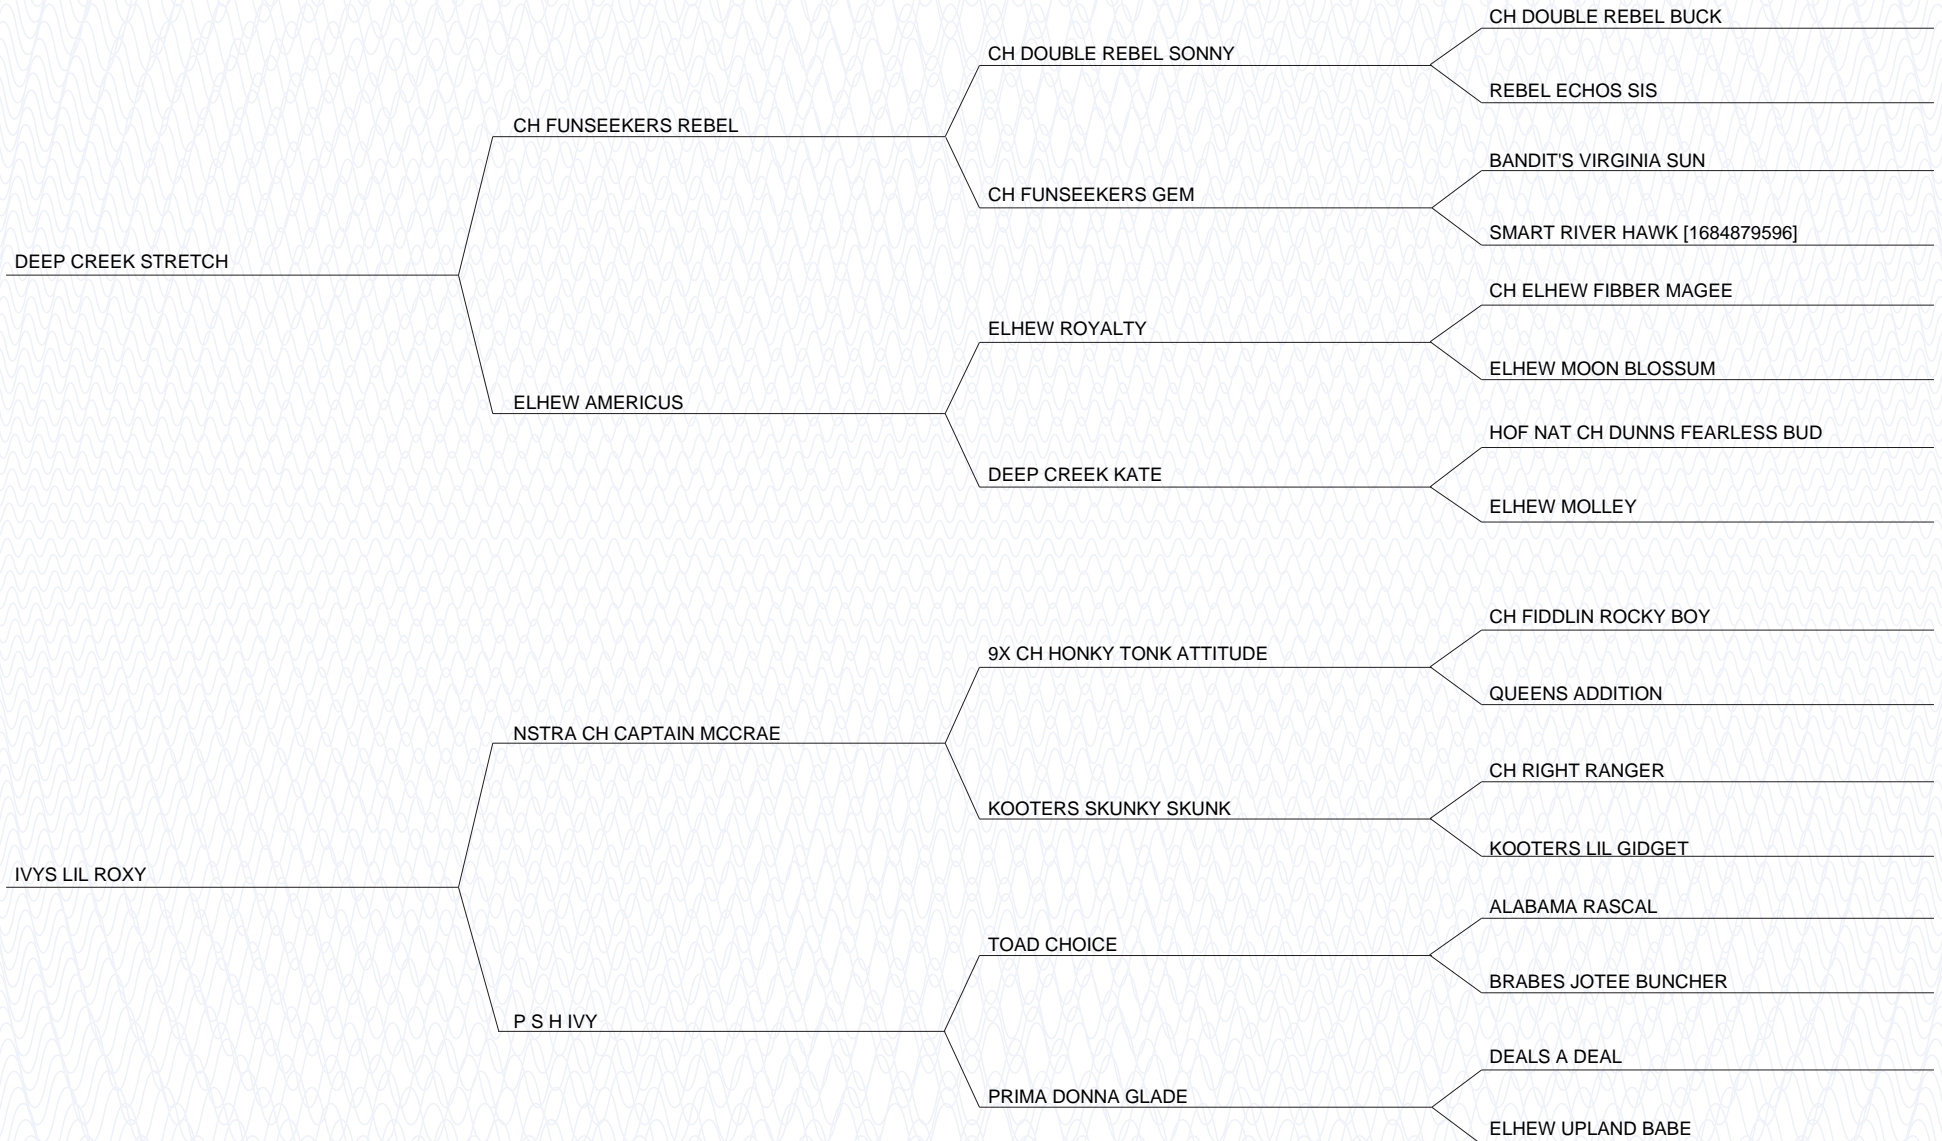 CH DOUBLE REBEL BUCK
CH DOUBLE REBEL SONNY
REBEL ECHOS SIS
CH FUNSEEKERS REBEL
BANDIT'S VIRGINIA SUN
CH FUNSEEKERS GEM
SMART RIVER HAWK [1684879596]
DEEP CREEK STRETCH
CH ELHEW FIBBER MAGEE
ELHEW ROYALTY
ELHEW MOON BLOSSUM
ELHEW AMERICUS
HOF NAT CH DUNNS FEARLESS BUD
DEEP CREEK KATE
ELHEW MOLLEY
CH FIDDLIN ROCKY BOY
9X CH HONKY TONK ATTITUDE
QUEENS ADDITION
NSTRA CH CAPTAIN MCCRAE
CH RIGHT RANGER
KOOTERS SKUNKY SKUNK
KOOTERS LIL GIDGET
IVYS LIL ROXY
ALABAMA RASCAL
TOAD CHOICE
BRABES JOTEE BUNCHER
P S H IVY
DEALS A DEAL
PRIMA DONNA GLADE
ELHEW UPLAND BABE